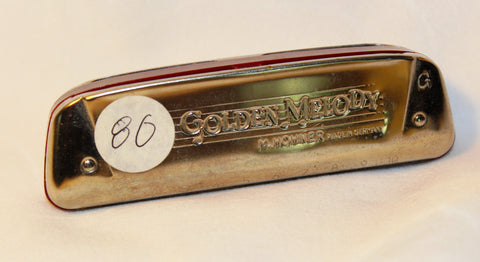 G
GOLDEN MELODY
80
M. HOHNER MADE IN GERMANY